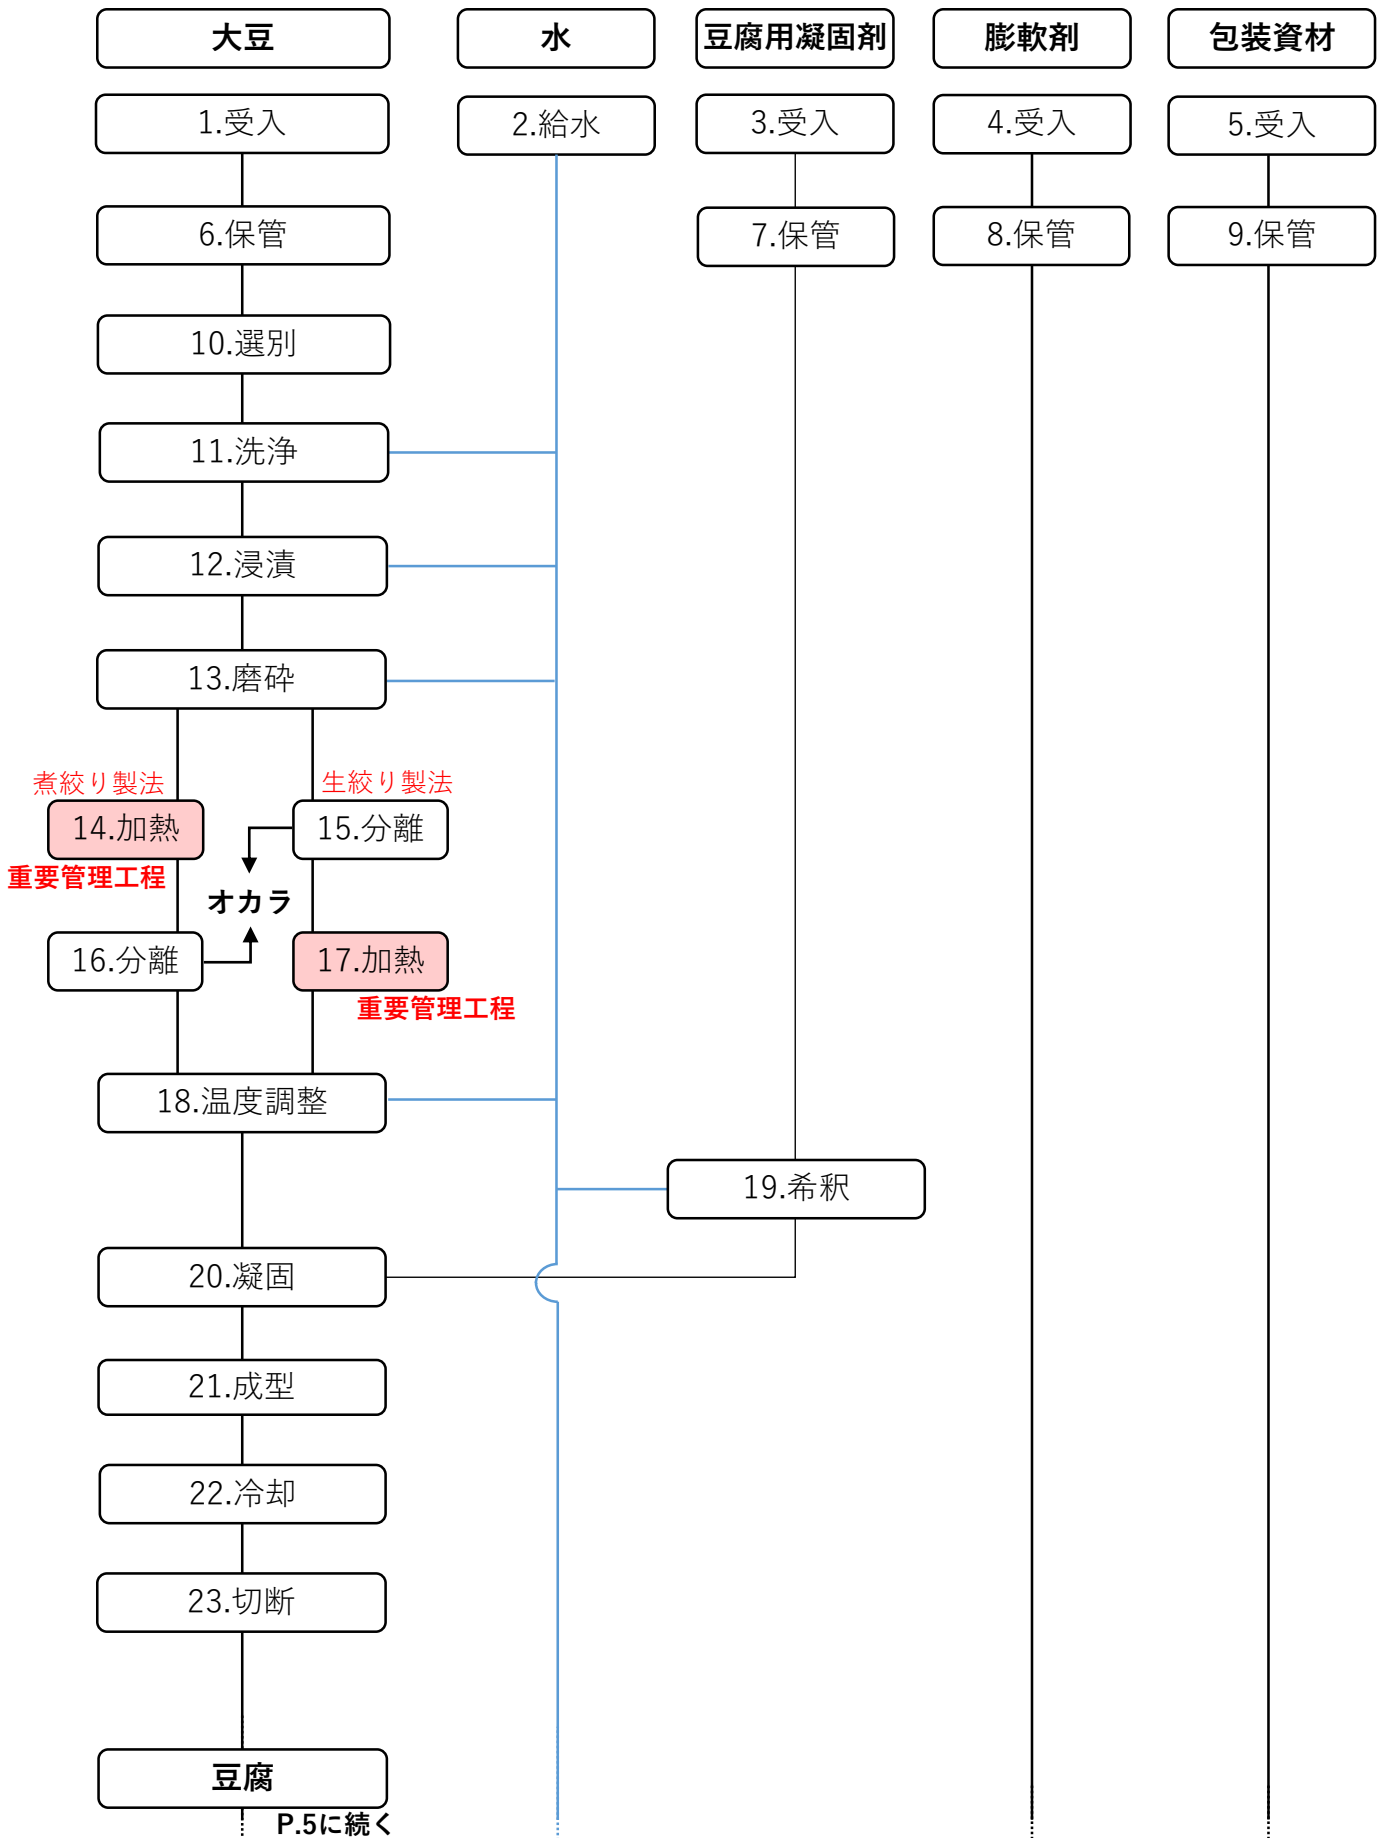 大豆
水
豆腐用凝固剤
膨軟剤
包装資材
1.受入
2.給水
3.受入
4.受入
5.受入
6.保管
7.保管
8.保管
9.保管
10.選別
11.洗浄
12.浸漬
13.磨砕
煮絞り製法
生絞り製法
14.加熱
15.分離
重要管理工程
オカラ
16.分離
17.加熱
重要管理工程
18.温度調整
19.希釈
20.凝固
21.成型
22.冷却
23.切断
豆腐
P.5に続く